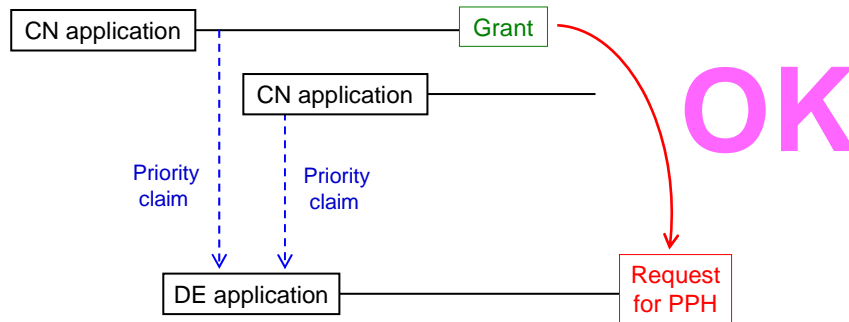 CN application
Grant
CN application
OK
Priority
claim
Priority
claim
DE application
Request
for PPH